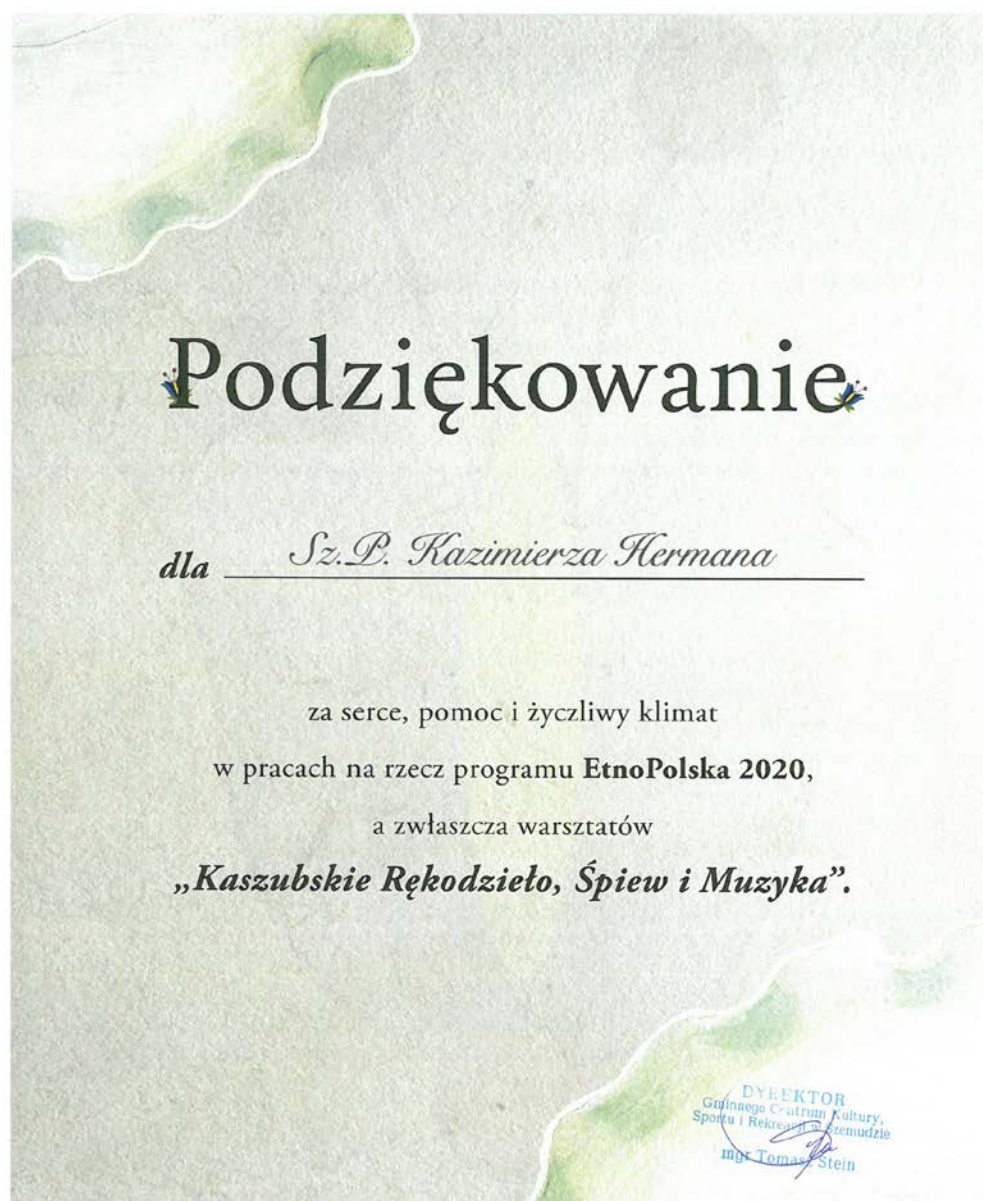 Podziękowanie
dla Sz.P. Kazimierza Hermana
za serce, pomoc i życzliwy klimat
w pracach na rzecz programu EtnoPolska 2020,
a zwłaszcza warsztatów
„Kaszubskie Rękodzieło, Śpiew i Muzyka”.
DYREKTOR
Gminnego Centrum Kultury,
Sportu i Rekreacji w Szemudzie
mgr Tomasz Stein